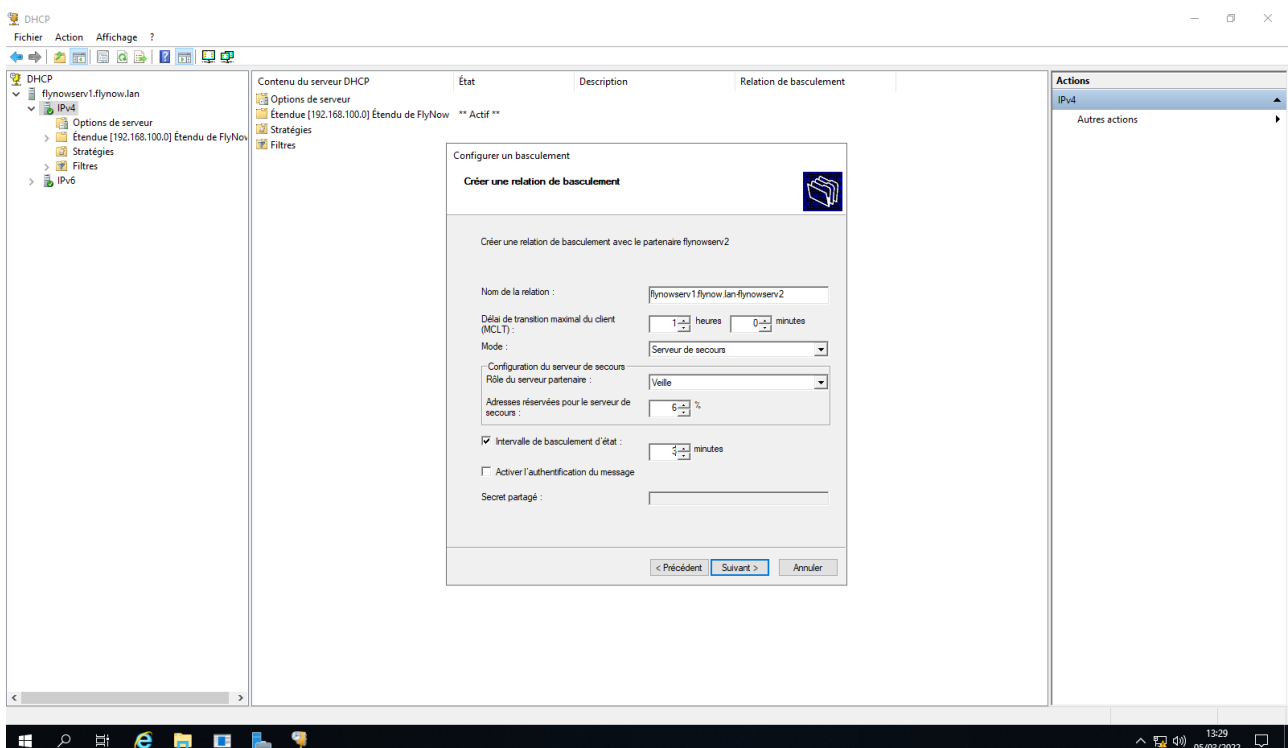 DHCP
Fichier Action Affichage ?
DHCP
flynowserv1.flynow.lan
IPv4
Options de serveur
Étendue [192.168.100.0] Étendu de FlyNov
Stratégies
Filtres
IPv6
Contenu du serveur DHCP État Description Relation de basculement
Options de serveur
Étendue [192.168.100.0] Étendu de FlyNow ** Actif **
Stratégies
Filtres
Actions
IPv4
Autres actions
Configurer un basculement
Créer une relation de basculement
Créer une relation de basculement avec le partenaire flynowserv2
Nom de la relation : flynowserv1.flynow.lan-flynowserv2
Délai de transition maximal du client
(MCLT) : 1 heures 0 minutes
Mode : Serveur de secours
Configuration du serveur de secours
Rôle du serveur partenaire : Veille
Adresses réservées pour le serveur de
secours : 6 %
Intervalle de basculement d'état : 3 minutes
Activer l'authentification du message
Secret partagé :
< Précédent Suivant > Annuler
13:29